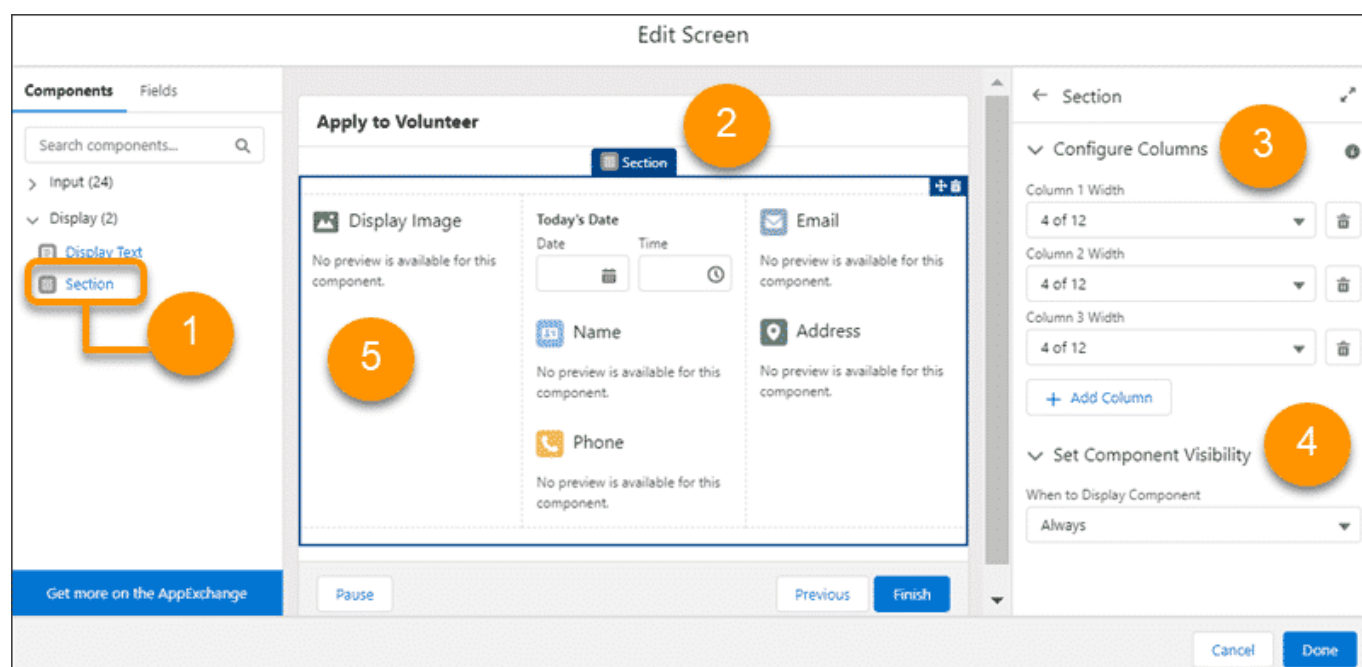 Edit Screen
Components Fields
Search components...
Input (24)
Display (2)
Display Text
Section
1
Get more on the AppExchange
Apply to Volunteer
2
Section
Display Image
No preview is available for this
component.
5
Today's Date
Date Time
Name
No preview is available for this
component.
Phone
No preview is available for this
component.
Email
No preview is available for this
component.
Address
No preview is available for this
component.
Pause
Previous
Finish
Section
Configure Columns
3
Column 1 Width
4 of 12
Column 2 Width
4 of 12
Column 3 Width
4 of 12
+ Add Column
4
Set Component Visibility
When to Display Component
Always
Cancel
Done